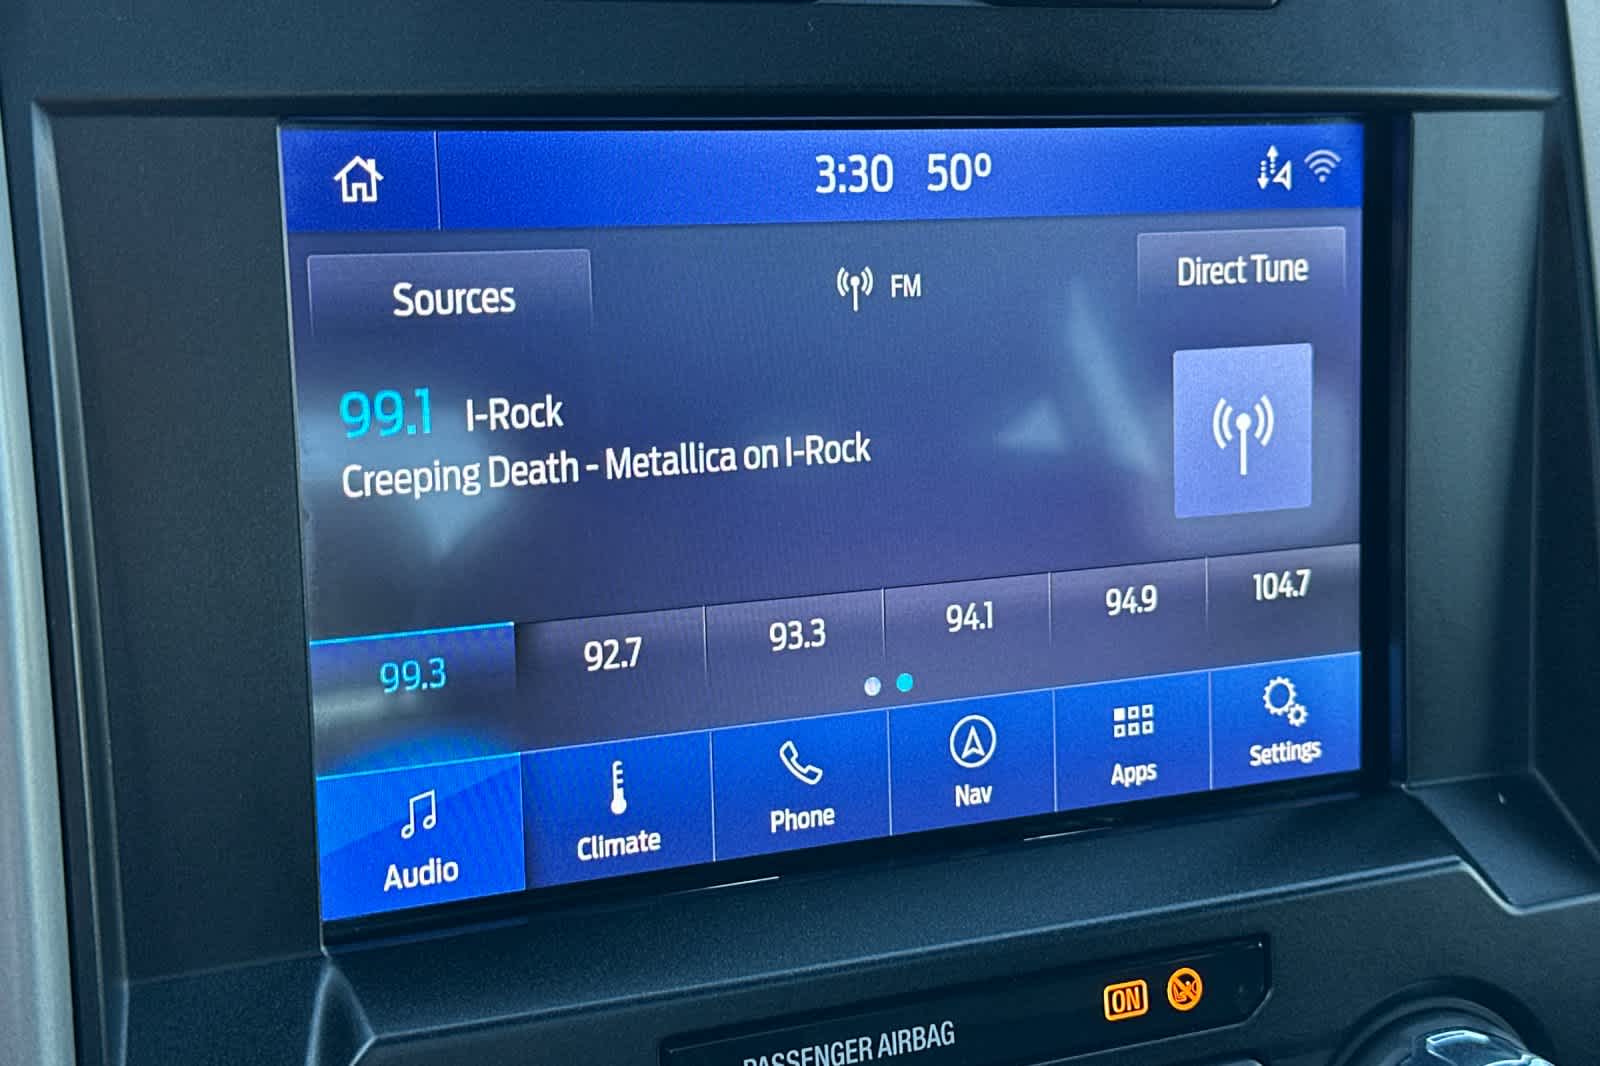 3:30 50º
Sources
FM
Direct Tune
99.1 I-Rock
Creeping Death - Metallica on I-Rock
99.3 92.7 93.3 94.1 94.9 104.7
Audio Climate Phone Nav Apps Settings
ON
PASSENGER AIRBAG